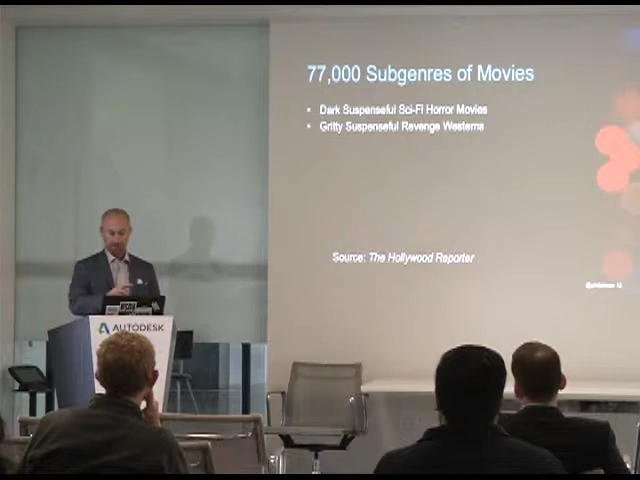 77,000 Subgenres of Movies
• Dark Suspenseful Sci-Fi Horror Movies
• Gritty Suspenseful Revenge Westerns
Source: The Hollywood Reporter
AUTODESK